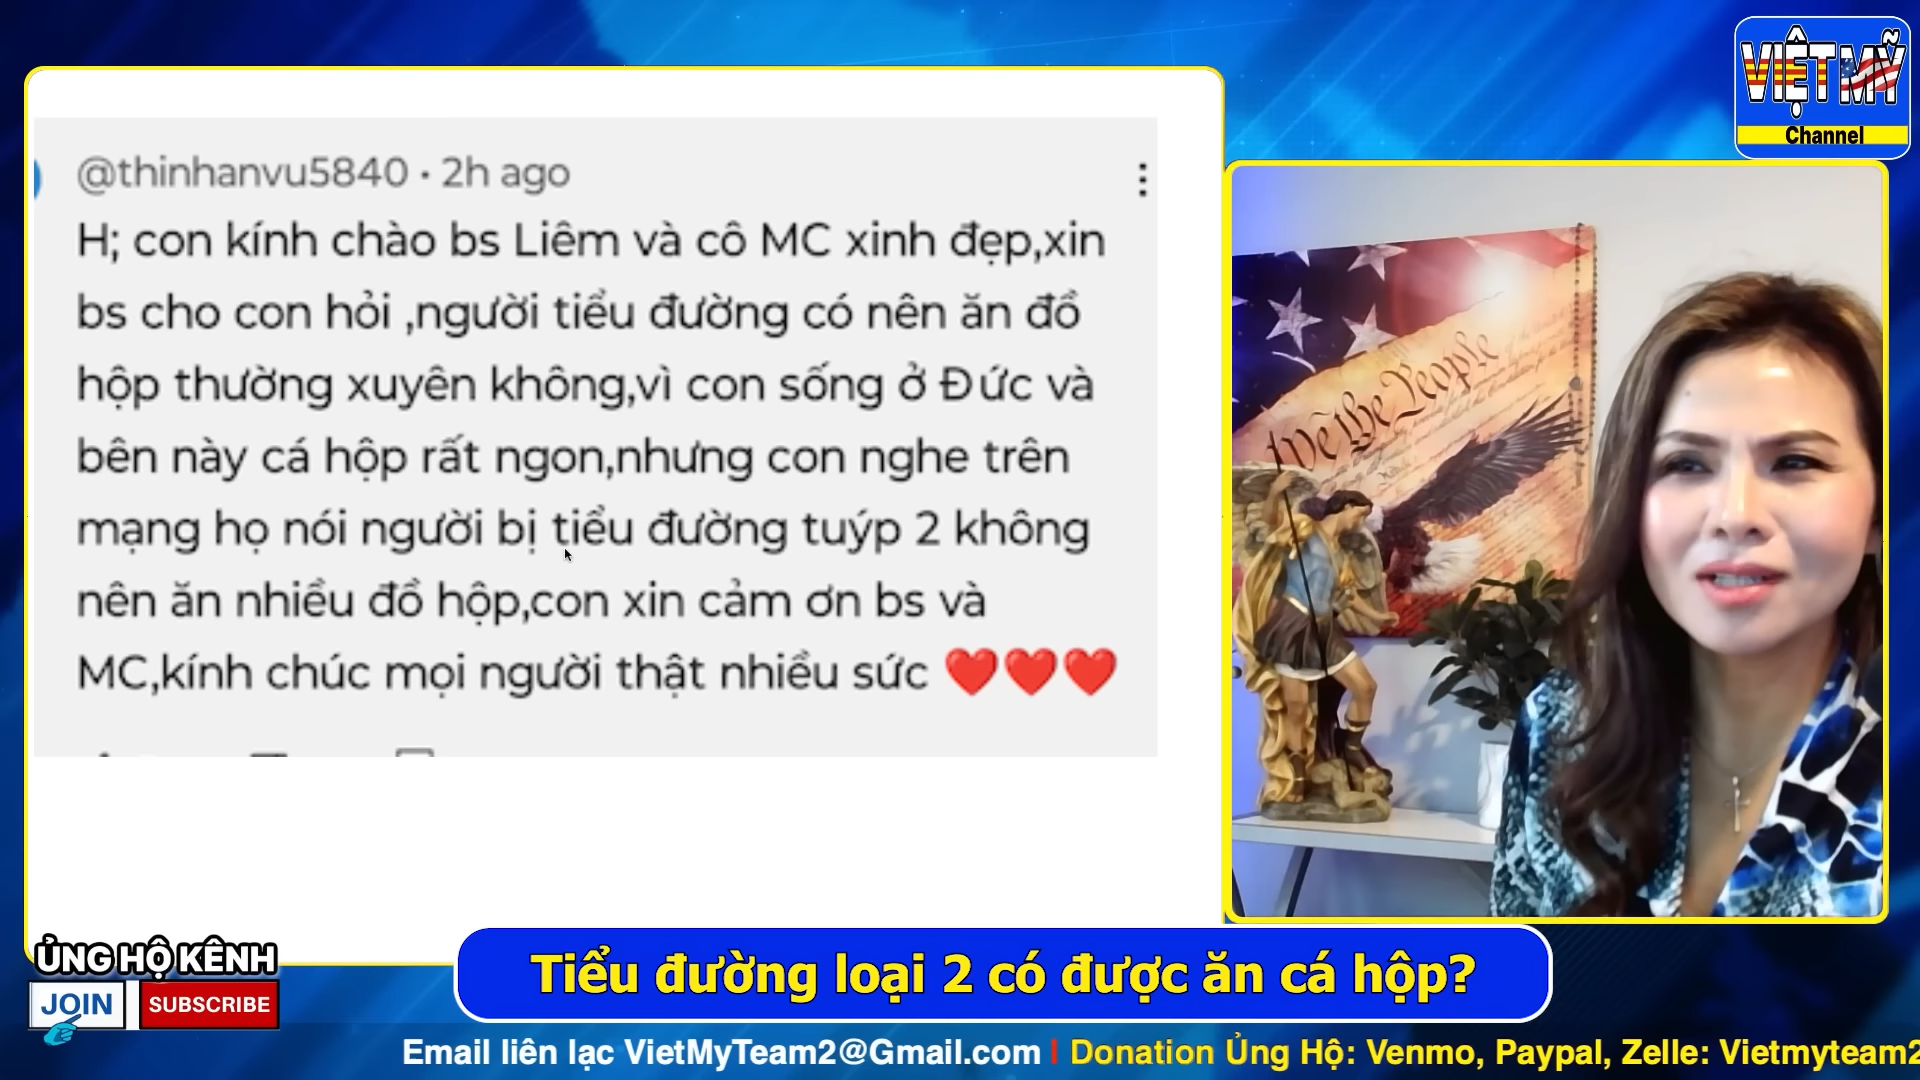 VIỆT MỸ
Channel
@thinhanvu5840 • 2h ago
H; con kính chào bs Liêm và cô MC xinh đẹp,xin
bs cho con hỏi ,người tiểu đường có nên ăn đồ
hộp thường xuyên không,vì con sống ở Đức và
bên này cá hộp rất ngon,nhưng con nghe trên
mạng họ nói người bị tiểu đường tuýp 2 không
nên ăn nhiều đồ hộp,con xin cảm ơn bs và
MC,kính chúc mọi người thật nhiều sức ❤️❤️❤️
We the People
ỦNG HỘ KÊNH
JOIN
SUBSCRIBE
Tiểu đường loại 2 có được ăn cá hộp?
Email liên lạc VietMyTeam2@Gmail.com I Donation Ủng Hộ: Venmo, Paypal, Zelle: Vietmyteam2